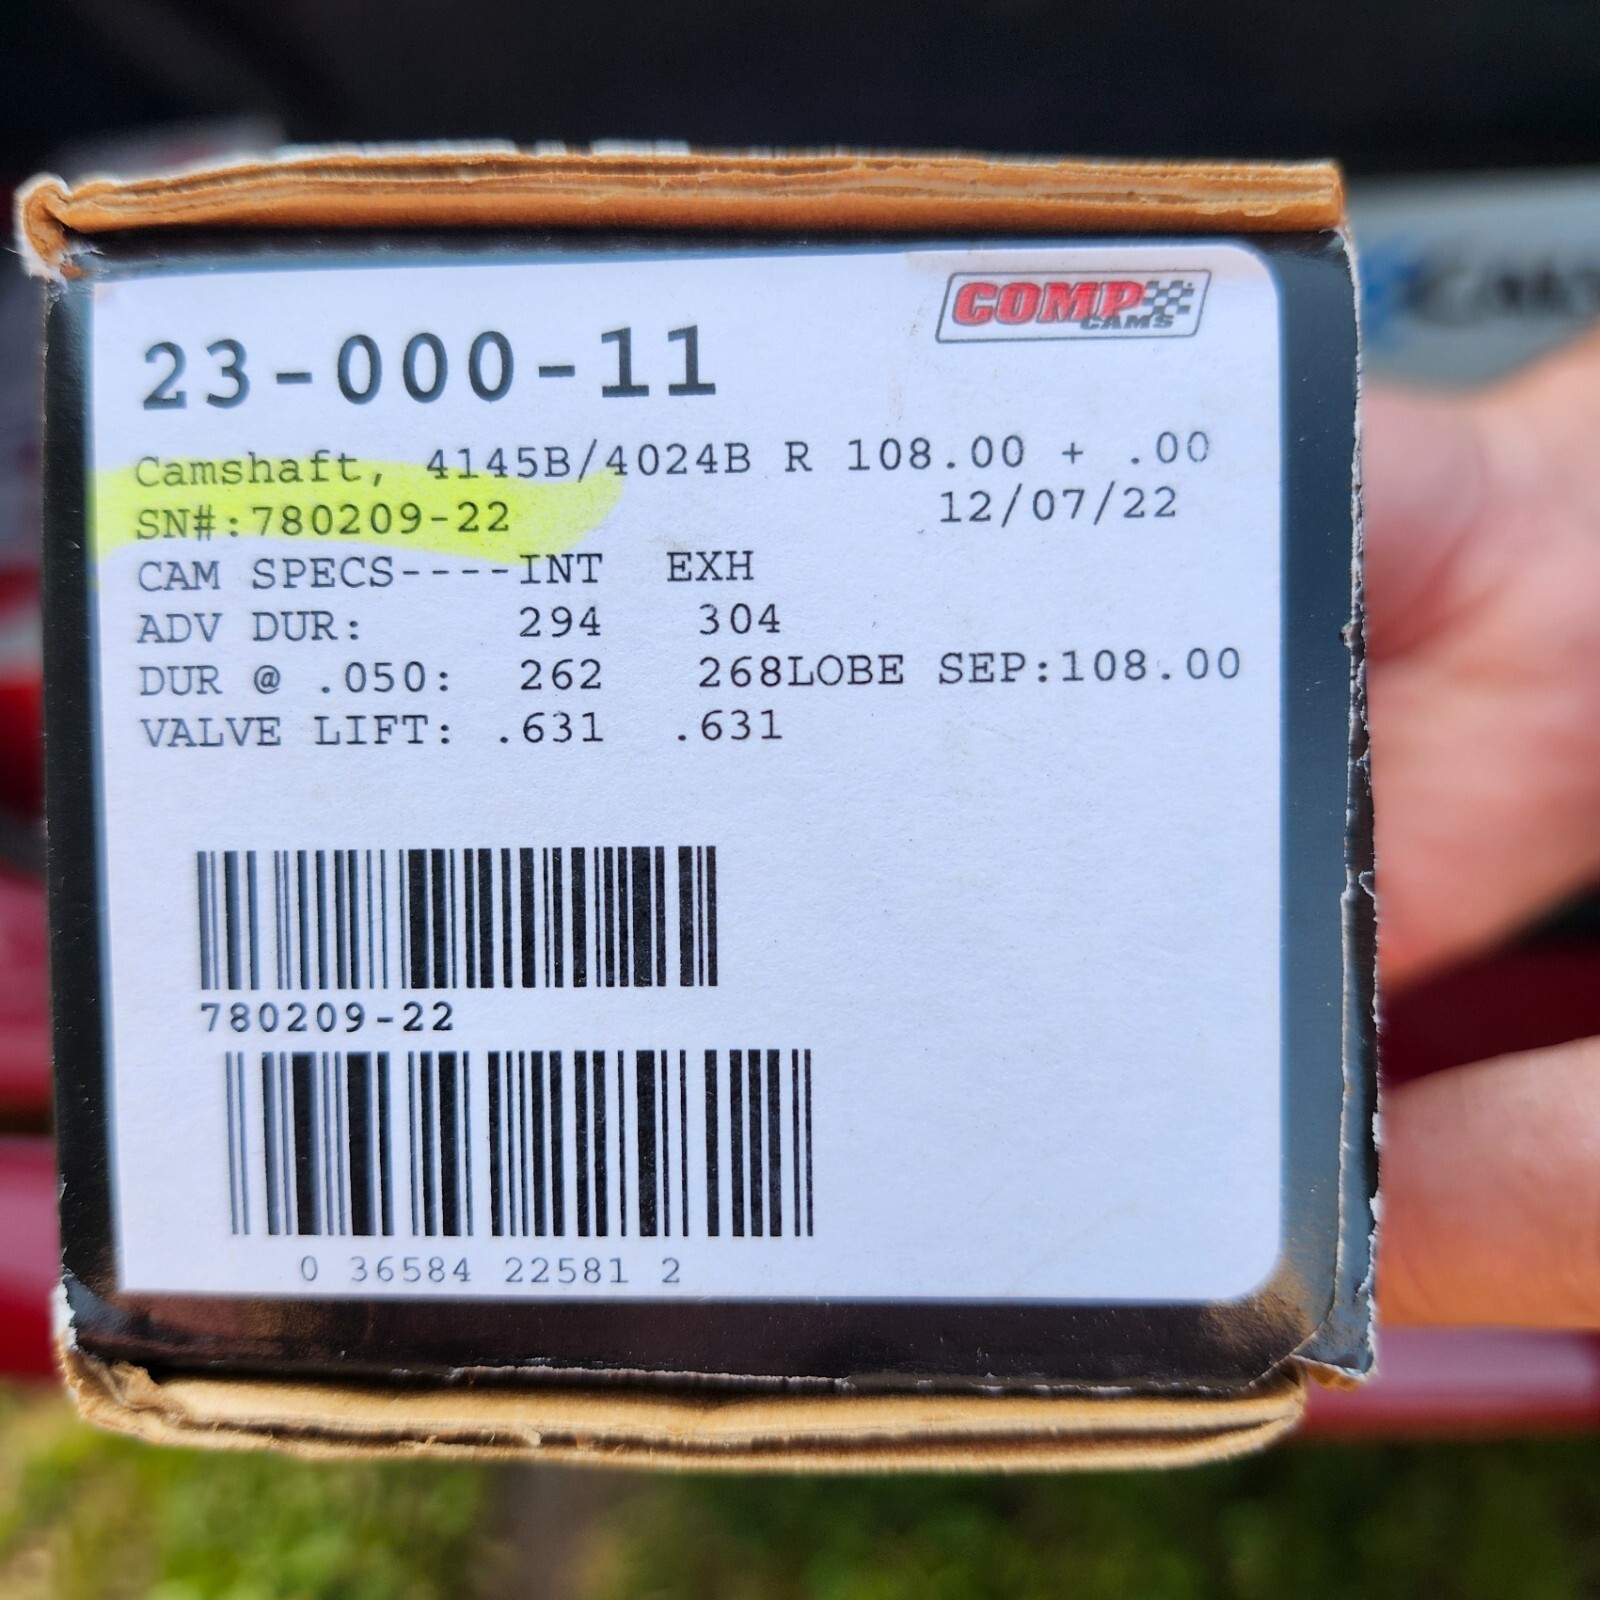 COMP
CAMS
23-000-11
Camshaft, 4145B/4024B R 108.00 + .00
SN#:780209-22 12/07/22
CAM SPECS----INT EXH
ADV DUR: 294 304
DUR @ .050: 262 268LOBE SEP:108.00
VALVE LIFT: .631 .631
780209-22
0 36584 22581 2